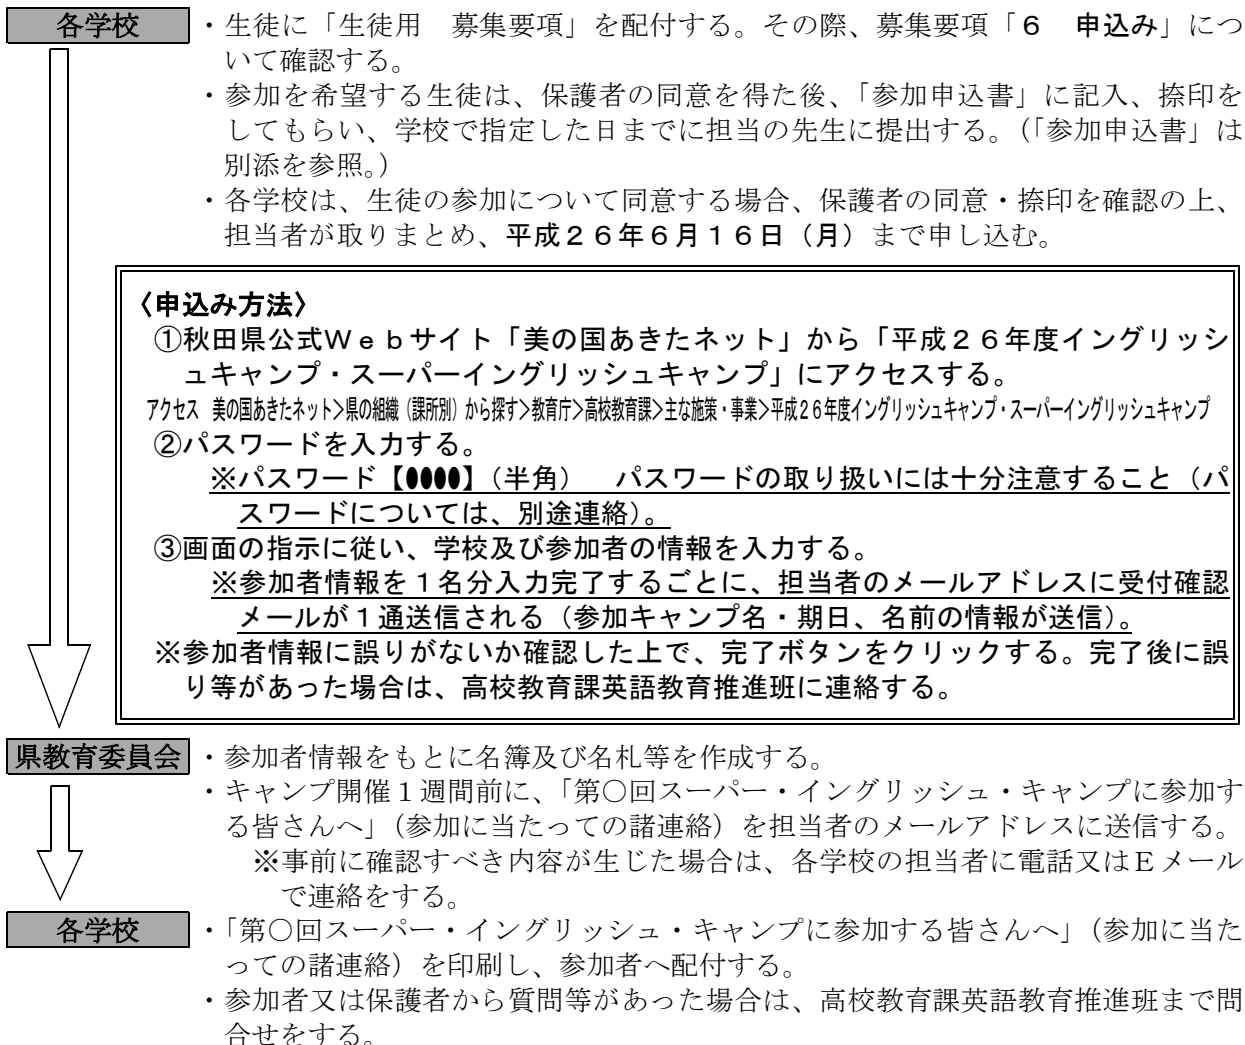 各学校
・生徒に「生徒用　募集要項」を配付する。その際、募集要項「６　申込み」につ
いて確認する。
・参加を希望する生徒は、保護者の同意を得た後、「参加申込書」に記入、捺印を
してもらい、学校で指定した日までに担当の先生に提出する。（「参加申込書」は
別添を参照。）
・各学校は、生徒の参加について同意する場合、保護者の同意・捺印を確認の上、
担当者が取りまとめ、平成２６年６月１６日（月）まで申し込む。
〈申込み方法〉
①秋田県公式Ｗｅｂサイト「美の国あきたネット」から「平成２６年度イングリッシ
ュキャンプ・スーパーイングリッシュキャンプ」にアクセスする。
アクセス　美の国あきたネット>県の組織（課所別）から探す>教育庁>高校教育課>主な施策・事業>平成２６年度イングリッシュキャンプ・スーパーイングリッシュキャンプ
②パスワードを入力する。
※パスワード【●●●●】（半角）　パスワードの取り扱いには十分注意すること（パ
スワードについては、別途連絡）。
③画面の指示に従い、学校及び参加者の情報を入力する。
※参加者情報を１名分入力完了するごとに、担当者のメールアドレスに受付確認
メールが１通送信される（参加キャンプ名・期日、名前の情報が送信）。
※参加者情報に誤りがないか確認した上で、完了ボタンをクリックする。完了後に誤
り等があった場合は、高校教育課英語教育推進班に連絡する。
県教育委員会
・参加者情報をもとに名簿及び名札等を作成する。
・キャンプ開催１週間前に、「第○回スーパー・イングリッシュ・キャンプに参加す
る皆さんへ」（参加に当たっての諸連絡）を担当者のメールアドレスに送信する。
※事前に確認すべき内容が生じた場合は、各学校の担当者に電話又はＥメール
で連絡をする。
各学校
・「第○回スーパー・イングリッシュ・キャンプに参加する皆さんへ」（参加に当た
っての諸連絡）を印刷し、参加者へ配付する。
・参加者又は保護者から質問等があった場合は、高校教育課英語教育推進班まで問
合せをする。